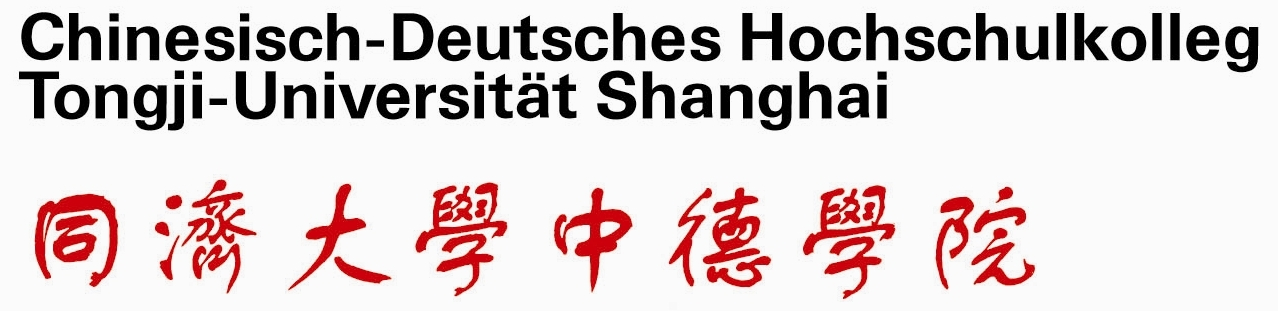 Chinesisch-Deutsches Hochschulkolleg
Tongji-Universität Shanghai
同濟大學中德學院